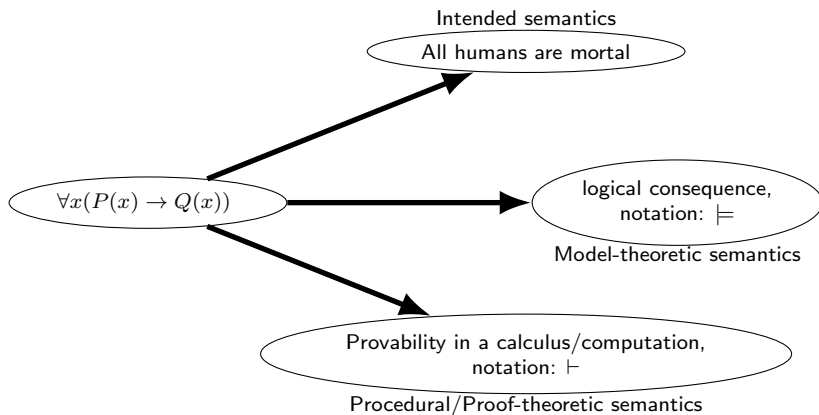 Intended semantics
All humans are mortal
∀x(P(x) → Q(x))
logical consequence,
notation: ⊨
Model-theoretic semantics
Provability in a calculus/computation,
notation: ⊢
Procedural/Proof-theoretic semantics